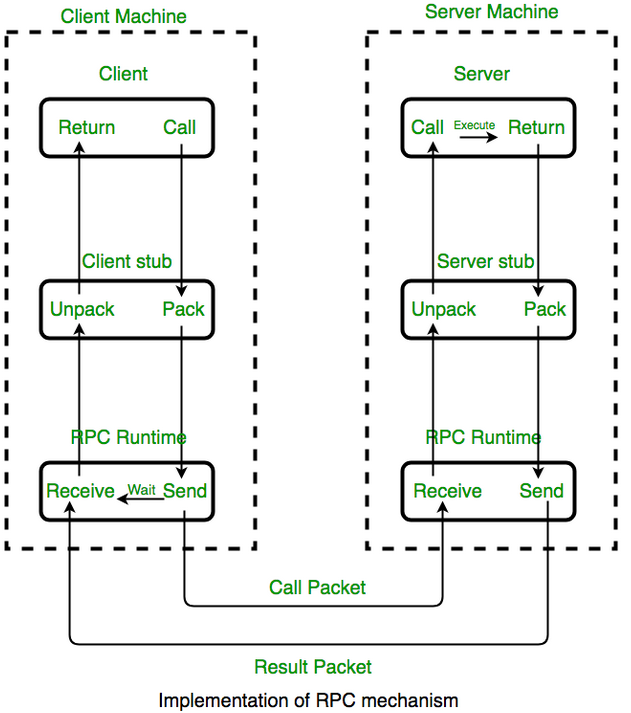 Client Machine
Server Machine
Client
Server
Return Call
Call Execute Return
Client stub
Server stub
Unpack Pack
Unpack Pack
RPC Runtime
RPC Runtime
Receive Wait Send
Receive Send
Call Packet
Result Packet
Implementation of RPC mechanism